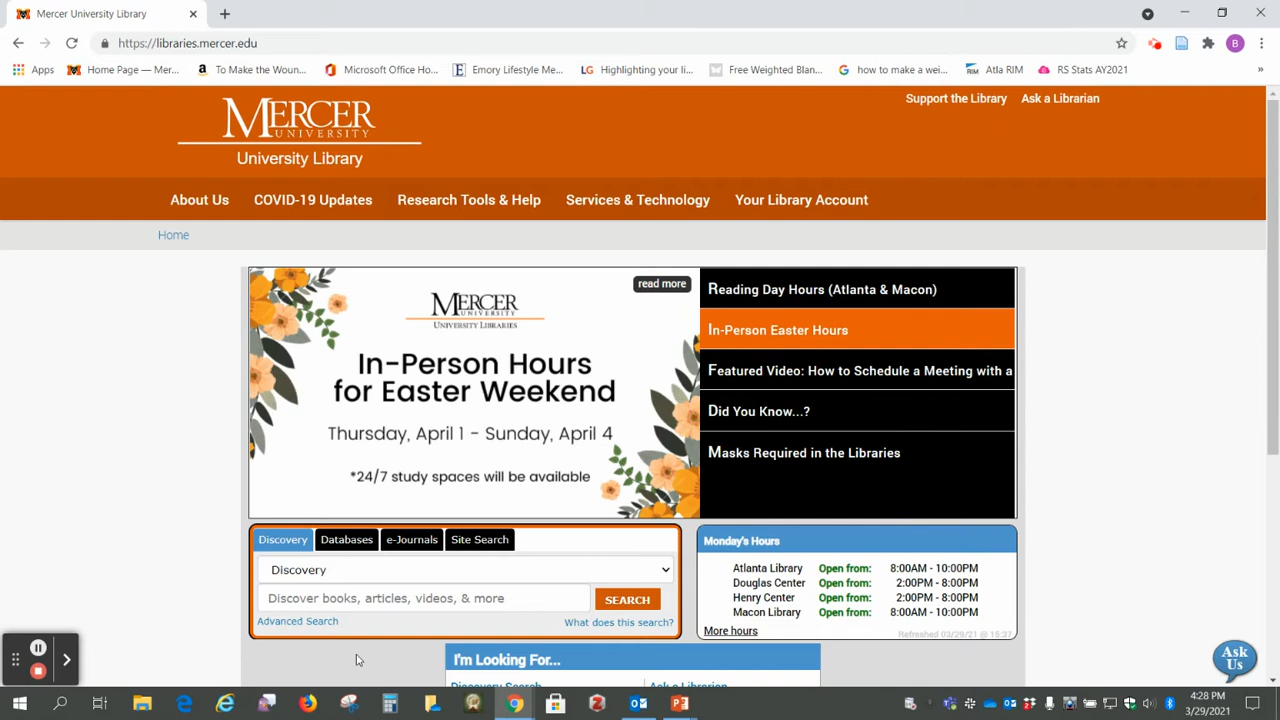 Mercer University Library
https://libraries.mercer.edu
Apps
Home Page — Mer...
To Make the Woun...
Microsoft Office Ho...
Emory Lifestyle Me...
Highlighting your li...
Free Weighted Blan...
how to make a wei...
Atla RIM
RS Stats AY2021
»
B
MERCER
UNIVERSITY
University Library
Support the Library
Ask a Librarian
About Us
COVID-19 Updates
Research Tools & Help
Services & Technology
Your Library Account
Home
read more
MERCER
UNIVERSITY
UNIVERSITY LIBRARIES
In-Person Hours
for Easter Weekend
Thursday, April 1 - Sunday, April 4
*24/7 study spaces will be available
Reading Day Hours (Atlanta & Macon)
In-Person Easter Hours
Featured Video: How to Schedule a Meeting with a
Did You Know...?
Masks Required in the Libraries
Discovery
Databases
e-Journals
Site Search
Discovery
Discover books, articles, videos, & more
SEARCH
Advanced Search
What does this search?
Monday's Hours
Atlanta Library Open from: 8:00AM - 10:00PM
Douglas Center Open from: 2:00PM - 8:00PM
Henry Center Open from: 2:00PM - 8:00PM
Macon Library Open from: 8:00AM - 10:00PM
More hours
Refreshed 03/29/21 @ 15:37
I'm Looking For...
Discovery Search
Ask a Librarian
Ask
Us
4:28 PM
3/29/2021